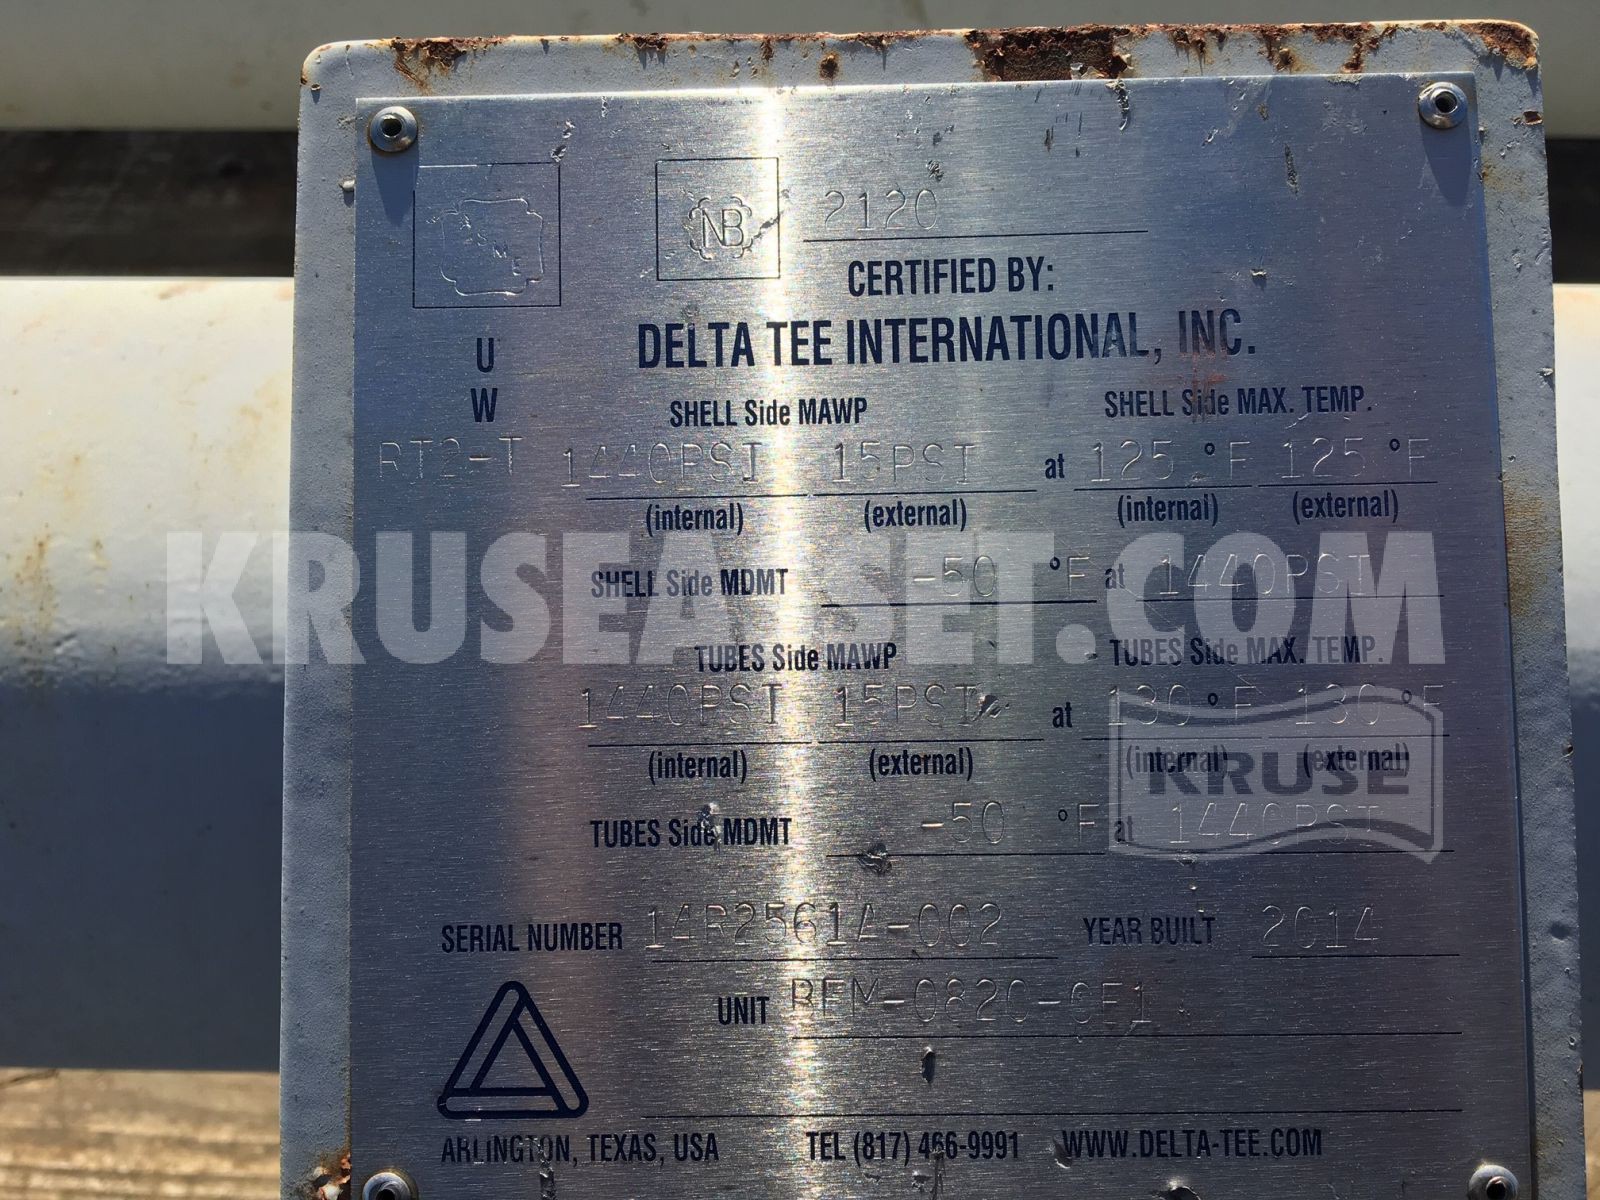 ASME
NB 2120
CERTIFIED BY:
DELTA TEE INTERNATIONAL, INC.
U
W
SHELL Side MAWP SHELL Side MAX. TEMP.
RT2-T 1440PSI 15PSI at 125 °F 125 °F
(internal) (external) (internal) (external)
KRUSEASSET.COM
SHELL Side MDMT -50 °F at 1440PSI
TUBES Side MAWP TUBES Side MAX. TEMP.
1440PSI 15PSI at 130 °F 130 °F
(internal) (external) (internal) (external)
KRUSE
TUBES Side MDMT -50 °F at 1440PSI
SERIAL NUMBER 14R2561A-002 YEAR BUILT 2014
UNIT
ARLINGTON, TEXAS, USA TEL (817) 466-9991 WWW.DELTA-TEE.COM